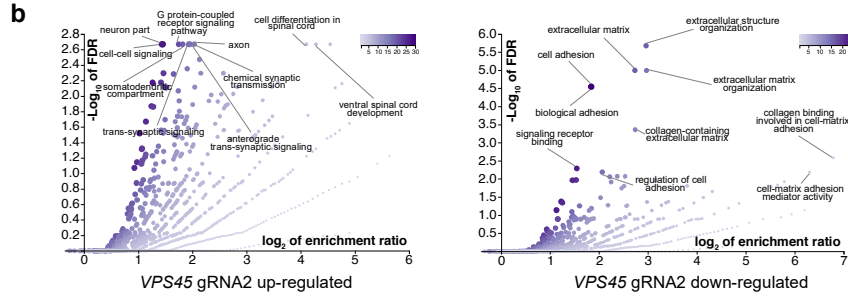 b
G protein-coupled
receptor signaling
pathway
neuron part
cell differentiation in
spinal cord
cell-cell signaling
axon
somatodendritic
compartment
chemical synaptic
transmission
ventral spinal cord
development
trans-synaptic signaling
anterograde
trans-synaptic signaling
5 10 15 20 25 30
-Log10 of FDR
2.8
2.6
2.4
2.2
2.0
1.8
1.6
1.4
1.2
1.0
0.8
0.6
0.4
0.2
log2 of enrichment ratio
0 1 2 3 4 5 6
VPS45 gRNA2 up-regulated
extracellular matrix
extracellular structure
organization
cell adhesion
extracellular matrix
organization
biological adhesion
collagen binding
involved in cell-matrix
adhesion
signaling receptor
binding
collagen-containing
extracellular matrix
regulation of cell
adhesion
cell-matrix adhesion
mediator activity
5 10 15 20 25
-Log10 of FDR
6.0
5.5
5.0
4.5
4.0
3.5
3.0
2.5
2.0
1.5
1.0
0.5
log2 of enrichment ratio
0 1 2 3 4 5 6 7
VPS45 gRNA2 down-regulated